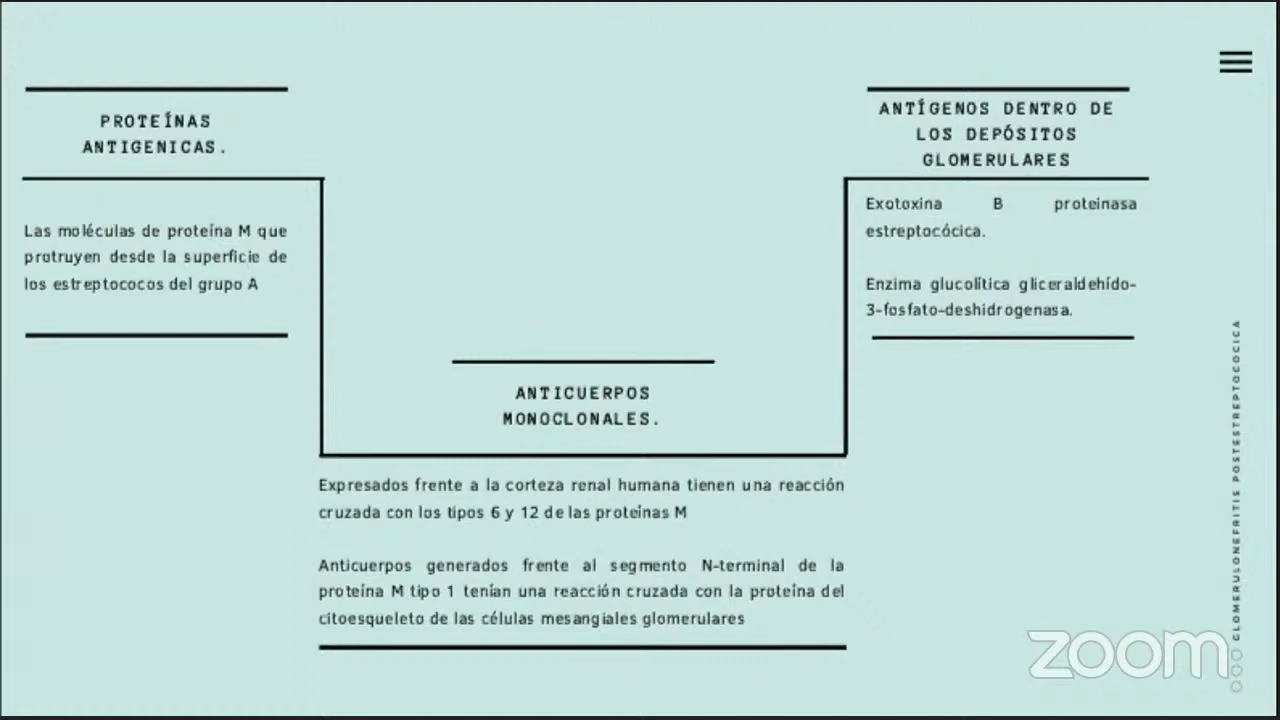 PROTEÍNAS
ANTIGENICAS.
Las moléculas de proteína M que
protruyen desde la superficie de
los estreptococos del grupo A
ANTICUERPOS
MONOCLONALES.
Expresados frente a la corteza renal humana tienen una reacción
cruzada con los tipos 6 y 12 de las proteínas M
Anticuerpos generados frente al segmento N-terminal de la
proteína M tipo 1 tenían una reacción cruzada con la proteína del
citoesqueleto de las células mesangiales glomerulares
ANTÍGENOS DENTRO DE
LOS DEPÓSITOS
GLOMERULARES
Exotoxina B proteinasa
estreptocócica.
Enzima glucolítica gliceraldehído-
3-fosfato-deshidrogenasa.
GLOMERULONEFRITIS POSTESTREPTOCOCICA
zoom